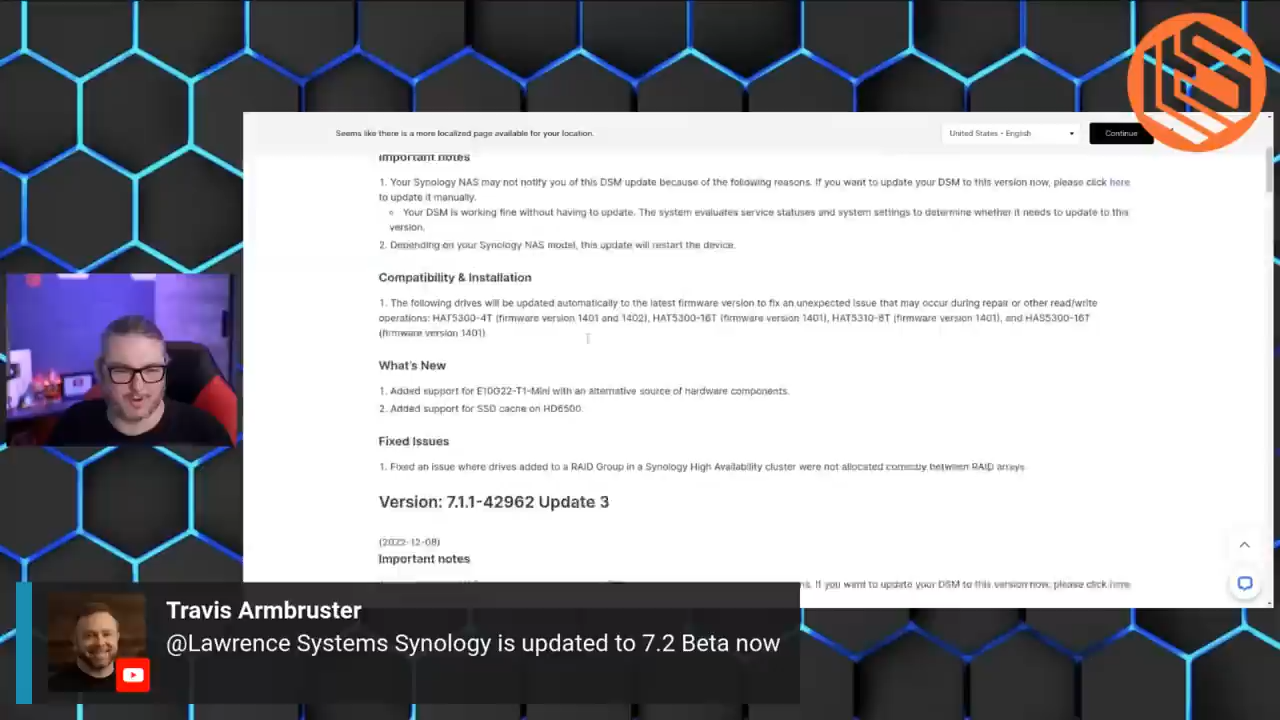 Seems like there is a more localized page available for your location.
United States - English
Continue
Important notes
1. Your Synology NAS may not notify you of this DSM update because of the following reasons. If you want to update your DSM to this version now, please click here
to update it manually.
Your DSM is working fine without having to update. The system evaluates service statuses and system settings to determine whether it needs to update to this
version.
2. Depending on your Synology NAS model, this update will restart the device.
Compatibility & Installation
1. The following drives will be updated automatically to the latest firmware version to fix an unexpected issue that may occur during repair or other read/write
operations: HAT5300-4T (firmware version 1401 and 1402), HAT5300-16T (firmware version 1401), HAT5310-8T (firmware version 1401), and HAS5300-16T
(firmware version 1401).
What's New
1. Added support for E10G22-T1-Mini with an alternative source of hardware components.
2. Added support for SSD cache on HD6500.
Fixed Issues
1. Fixed an issue where drives added to a RAID Group in a Synology High Availability cluster were not allocated correctly between RAID arrays.
Version: 7.1.1-42962 Update 3
(2022-12-08)
Important notes
If you want to update your DSM to this version now, please click here
Travis Armbruster
@Lawrence Systems Synology is updated to 7.2 Beta now